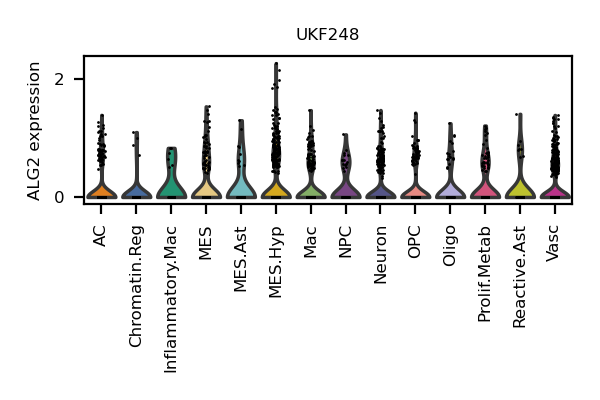 UKF248
ALG2 expression
2
0
AC
Chromatin.Reg
Inflammatory.Mac
MES
MES.Ast
MES.Hyp
Mac
NPC
Neuron
OPC
Oligo
Prolif.Metab
Reactive.Ast
Vasc